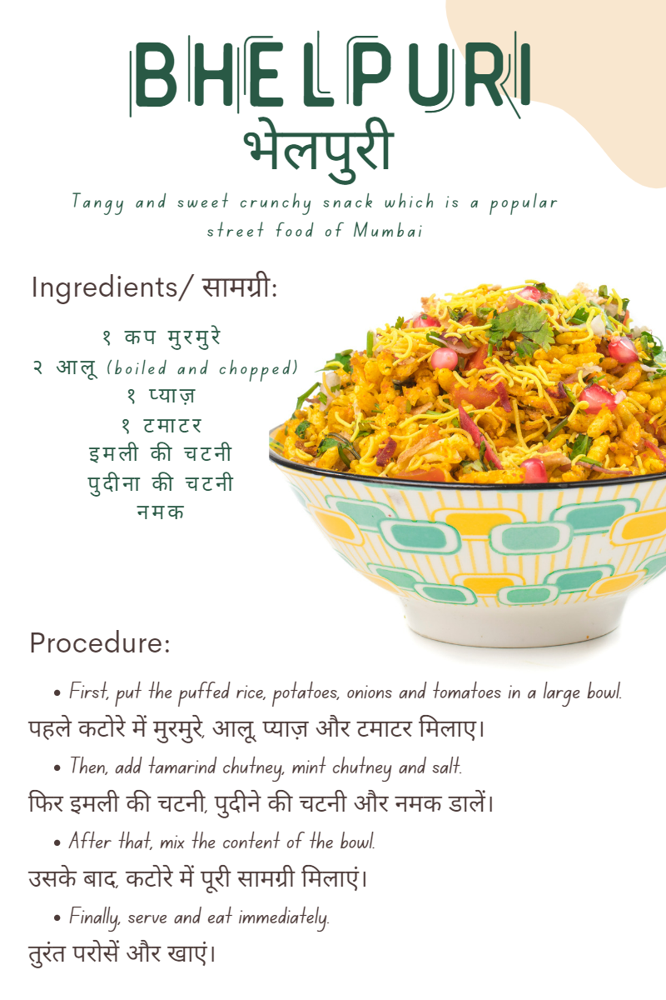 BHELPURI
भेलपुरी
Tangy and sweet crunchy snack which is a popular
street food of Mumbai
Ingredients/ सामग्री:
१ कप मुरमुरे
२ आलू (boiled and chopped)
१ प्याज़
१ टमाटर
इमली की चटनी
पुदीना की चटनी
नमक
Procedure:
• First, put the puffed rice, potatoes, onions and tomatoes in a large bowl.
पहले कटोरे में मुरमुरे, आलू, प्याज़ और टमाटर मिलाए।
• Then, add tamarind chutney, mint chutney and salt.
फिर इमली की चटनी, पुदीने की चटनी और नमक डालें।
• After that, mix the content of the bowl.
उसके बाद, कटोरे में पूरी सामग्री मिलाएं।
• Finally, serve and eat immediately.
तुरंत परोसें और खाएं।